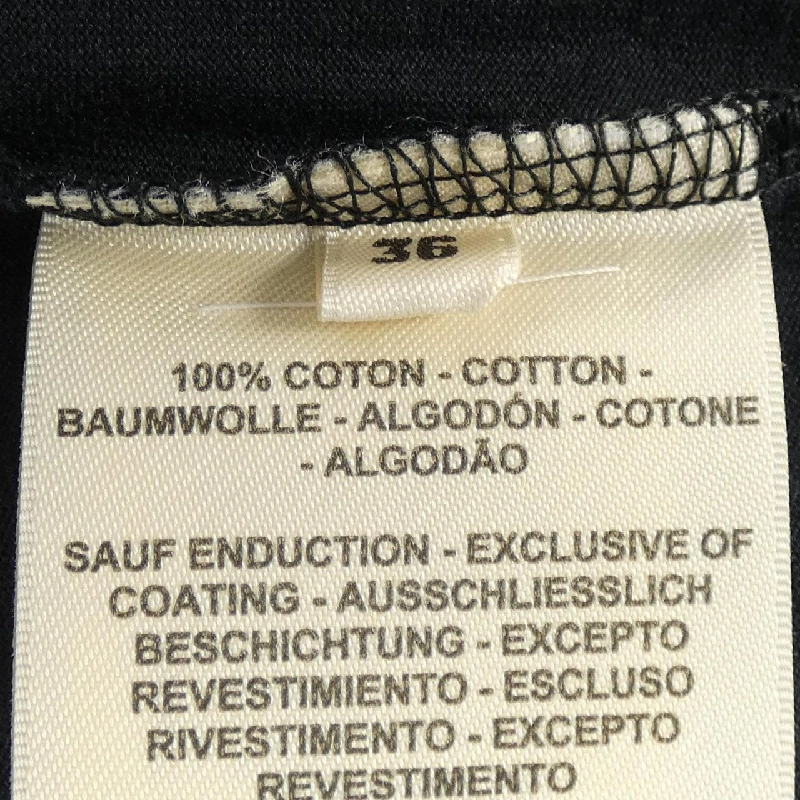 36
100% COTON - COTTON -
BAUMWOLLE - ALGODÓN - COTONE
- ALGODÃO
SAUF ENDUCTION - EXCLUSIVE OF
COATING - AUSSCHLIESSLICH
BESCHICHTUNG - EXCEPTO
REVESTIMIENTO - ESCLUSO
RIVESTIMENTO - EXCEPTO
REVESTIMENTO